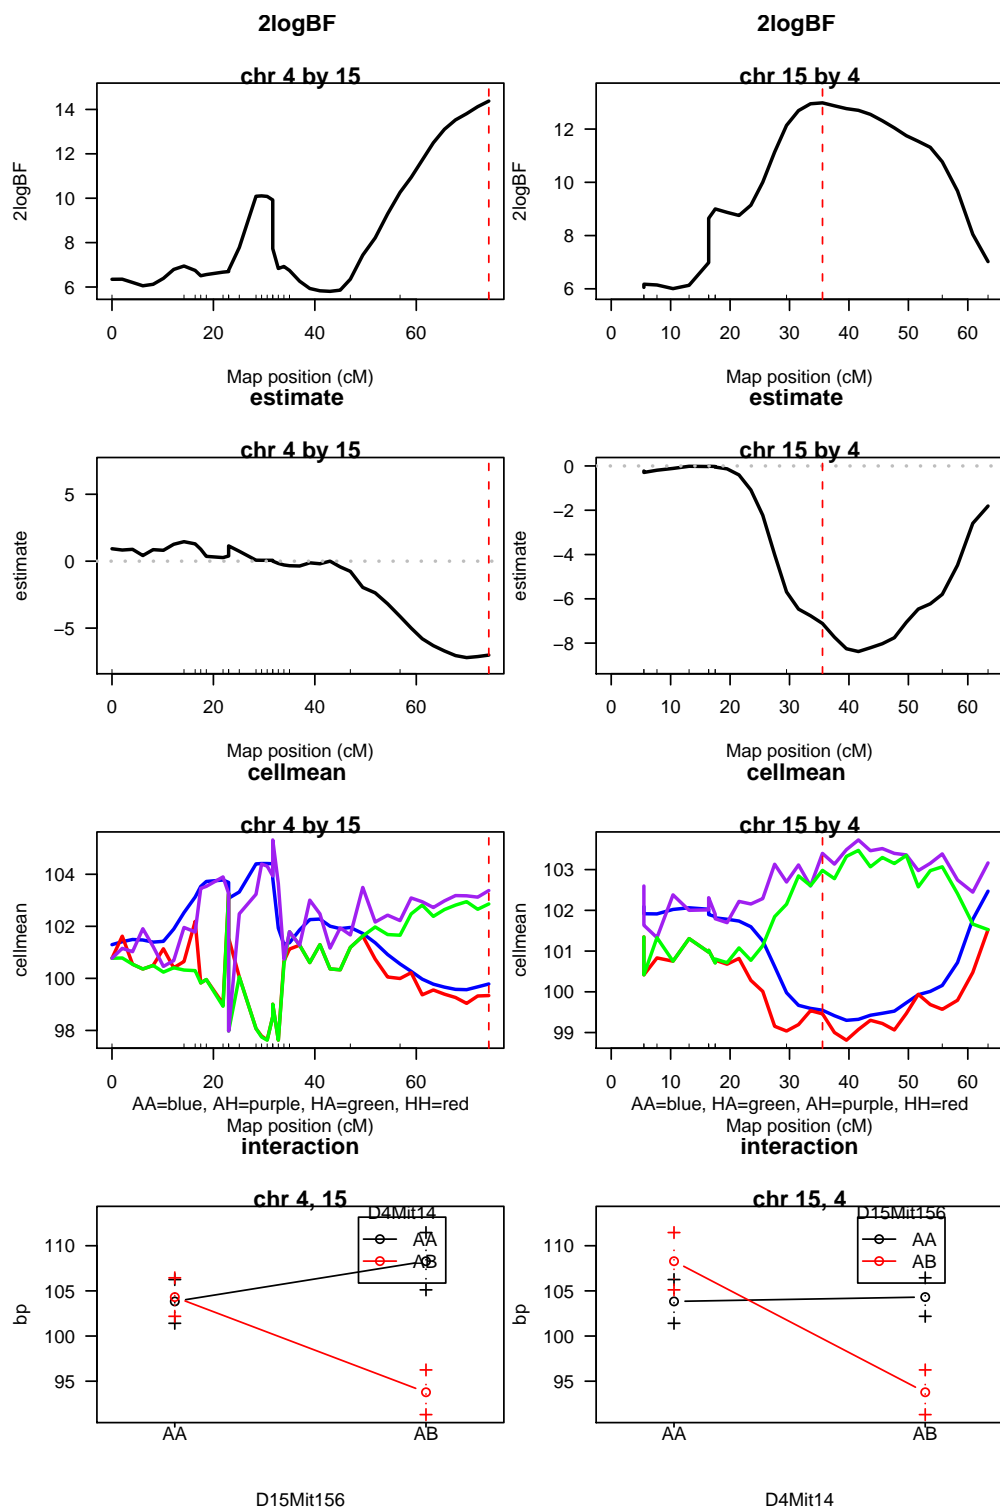 2logBF
chr 4 by 15
2logBF
6
8
10
12
14
0
20
40
60
Map position (cM)
2logBF
chr 15 by 4
2logBF
6
8
10
12
0
10
20
30
40
50
60
Map position (cM)
estimate
chr 4 by 15
estimate
−5
0
5
0
20
40
60
Map position (cM)
estimate
chr 15 by 4
estimate
−8
−6
−4
−2
0
0
10
20
30
40
50
60
Map position (cM)
cellmean
chr 4 by 15
cellmean
98
100
102
104
0
20
40
60
AA=blue, AH=purple, HA=green, HH=red
Map position (cM)
cellmean
chr 15 by 4
cellmean
99
100
101
102
103
0
10
20
30
40
50
60
AA=blue, HA=green, AH=purple, HH=red
Map position (cM)
interaction
chr 4, 15
bp
95
100
105
110
D4Mit14
AA
AB
AA
AB
D15Mit156
interaction
chr 15, 4
bp
95
100
105
110
D15Mit156
AA
AB
AA
AB
D4Mit14